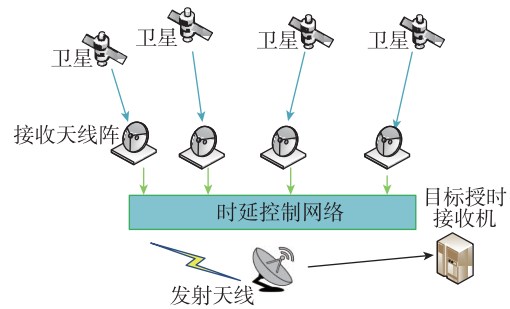 卫星
卫星
卫星
卫星
接收天线阵
时延控制网络
目标授时
接收机
发射天线